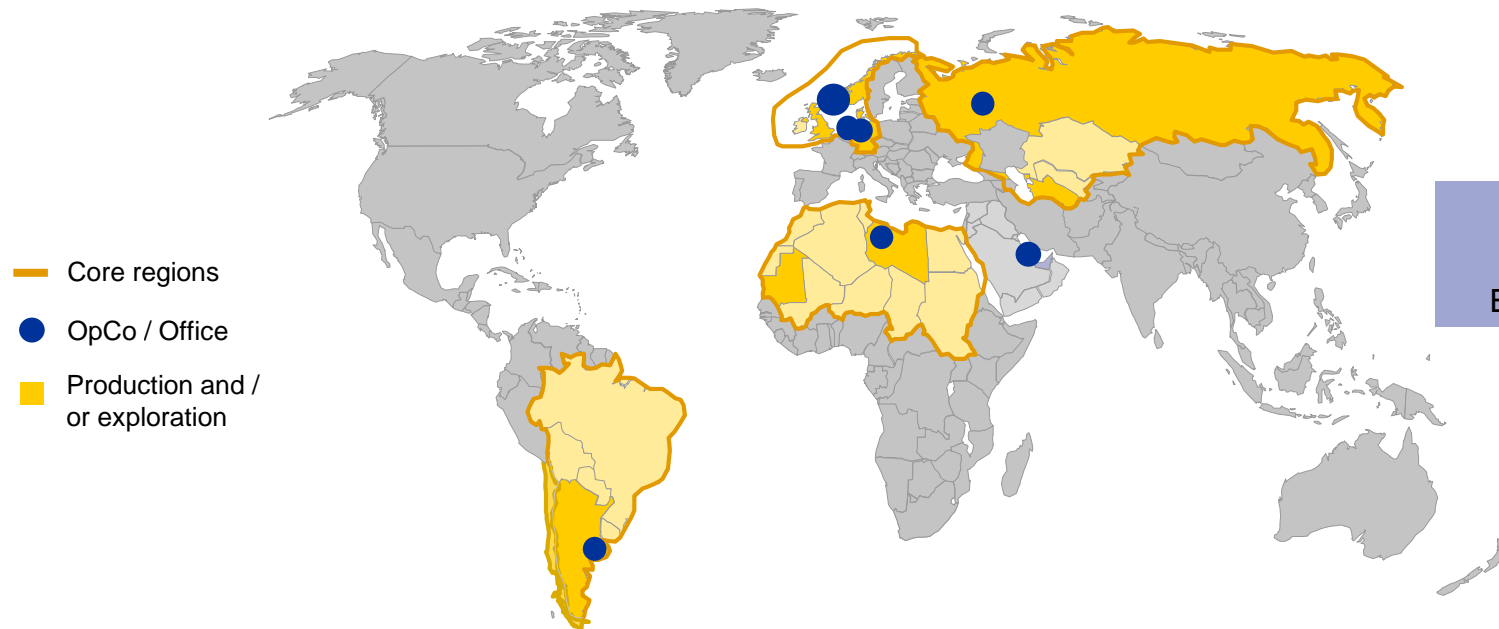 Core regions
OpCo / Office
Production and /
or exploration